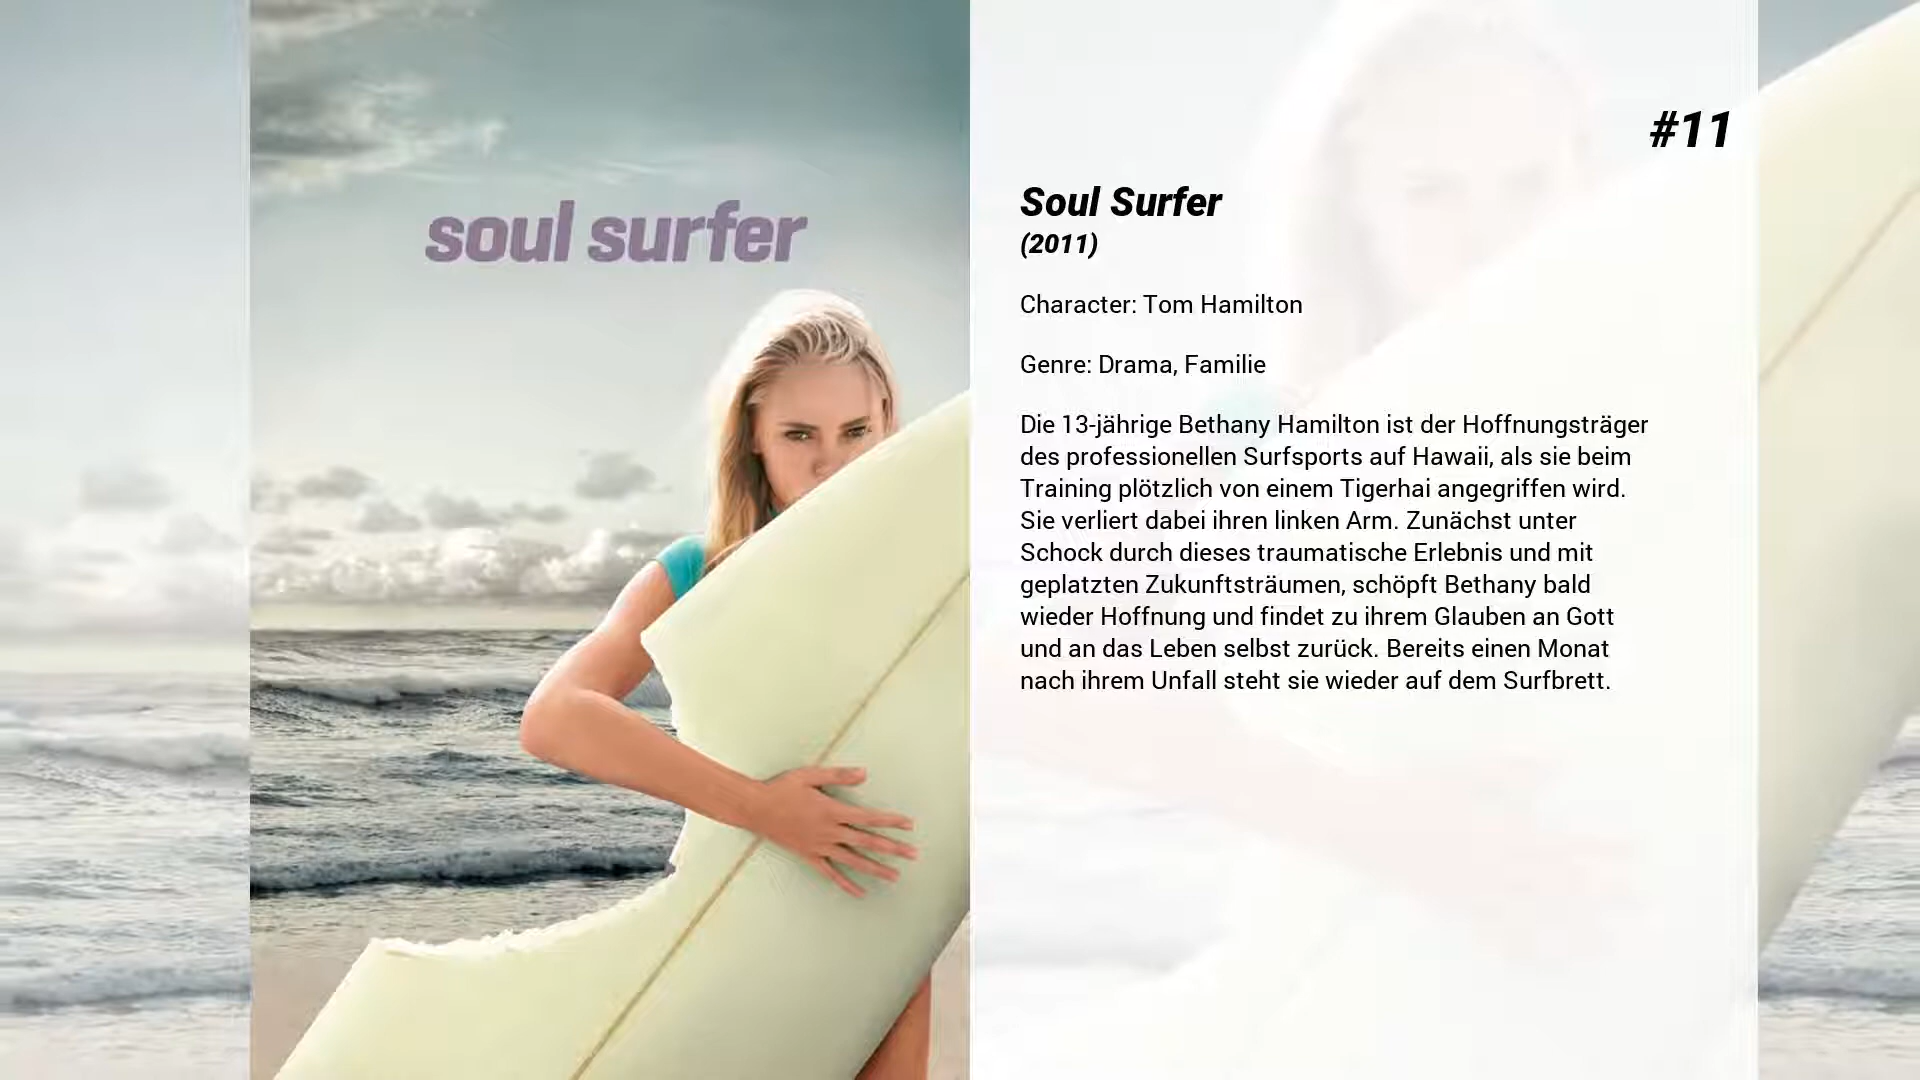 soul surfer
#11
Soul Surfer
(2011)
Character: Tom Hamilton
Genre: Drama, Familie
Die 13-jährige Bethany Hamilton ist der Hoffnungsträger
des professionellen Surfsports auf Hawaii, als sie beim
Training plötzlich von einem Tigerhai angegriffen wird.
Sie verliert dabei ihren linken Arm. Zunächst unter
Schock durch dieses traumatische Erlebnis und mit
geplatzten Zukunftsträumen, schöpft Bethany bald
wieder Hoffnung und findet zu ihrem Glauben an Gott
und an das Leben selbst zurück. Bereits einen Monat
nach ihrem Unfall steht sie wieder auf dem Surfbrett.